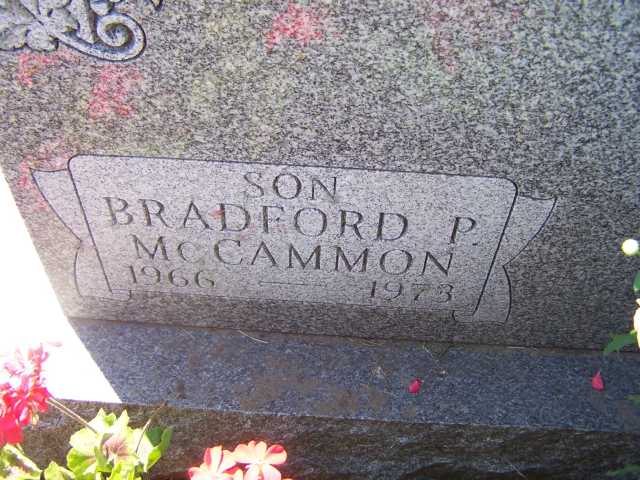 SON
BRADFORD P.
MCCAMMON
1966 — 1973